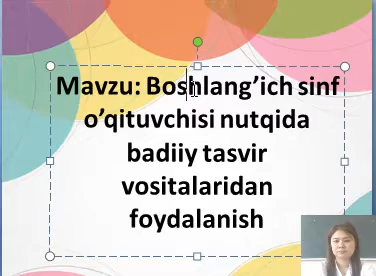 Mavzu: Boshlang’ich sinf
o’qituvchisi nutqida
badiiy tasvir
vositalaridan
foydalanish